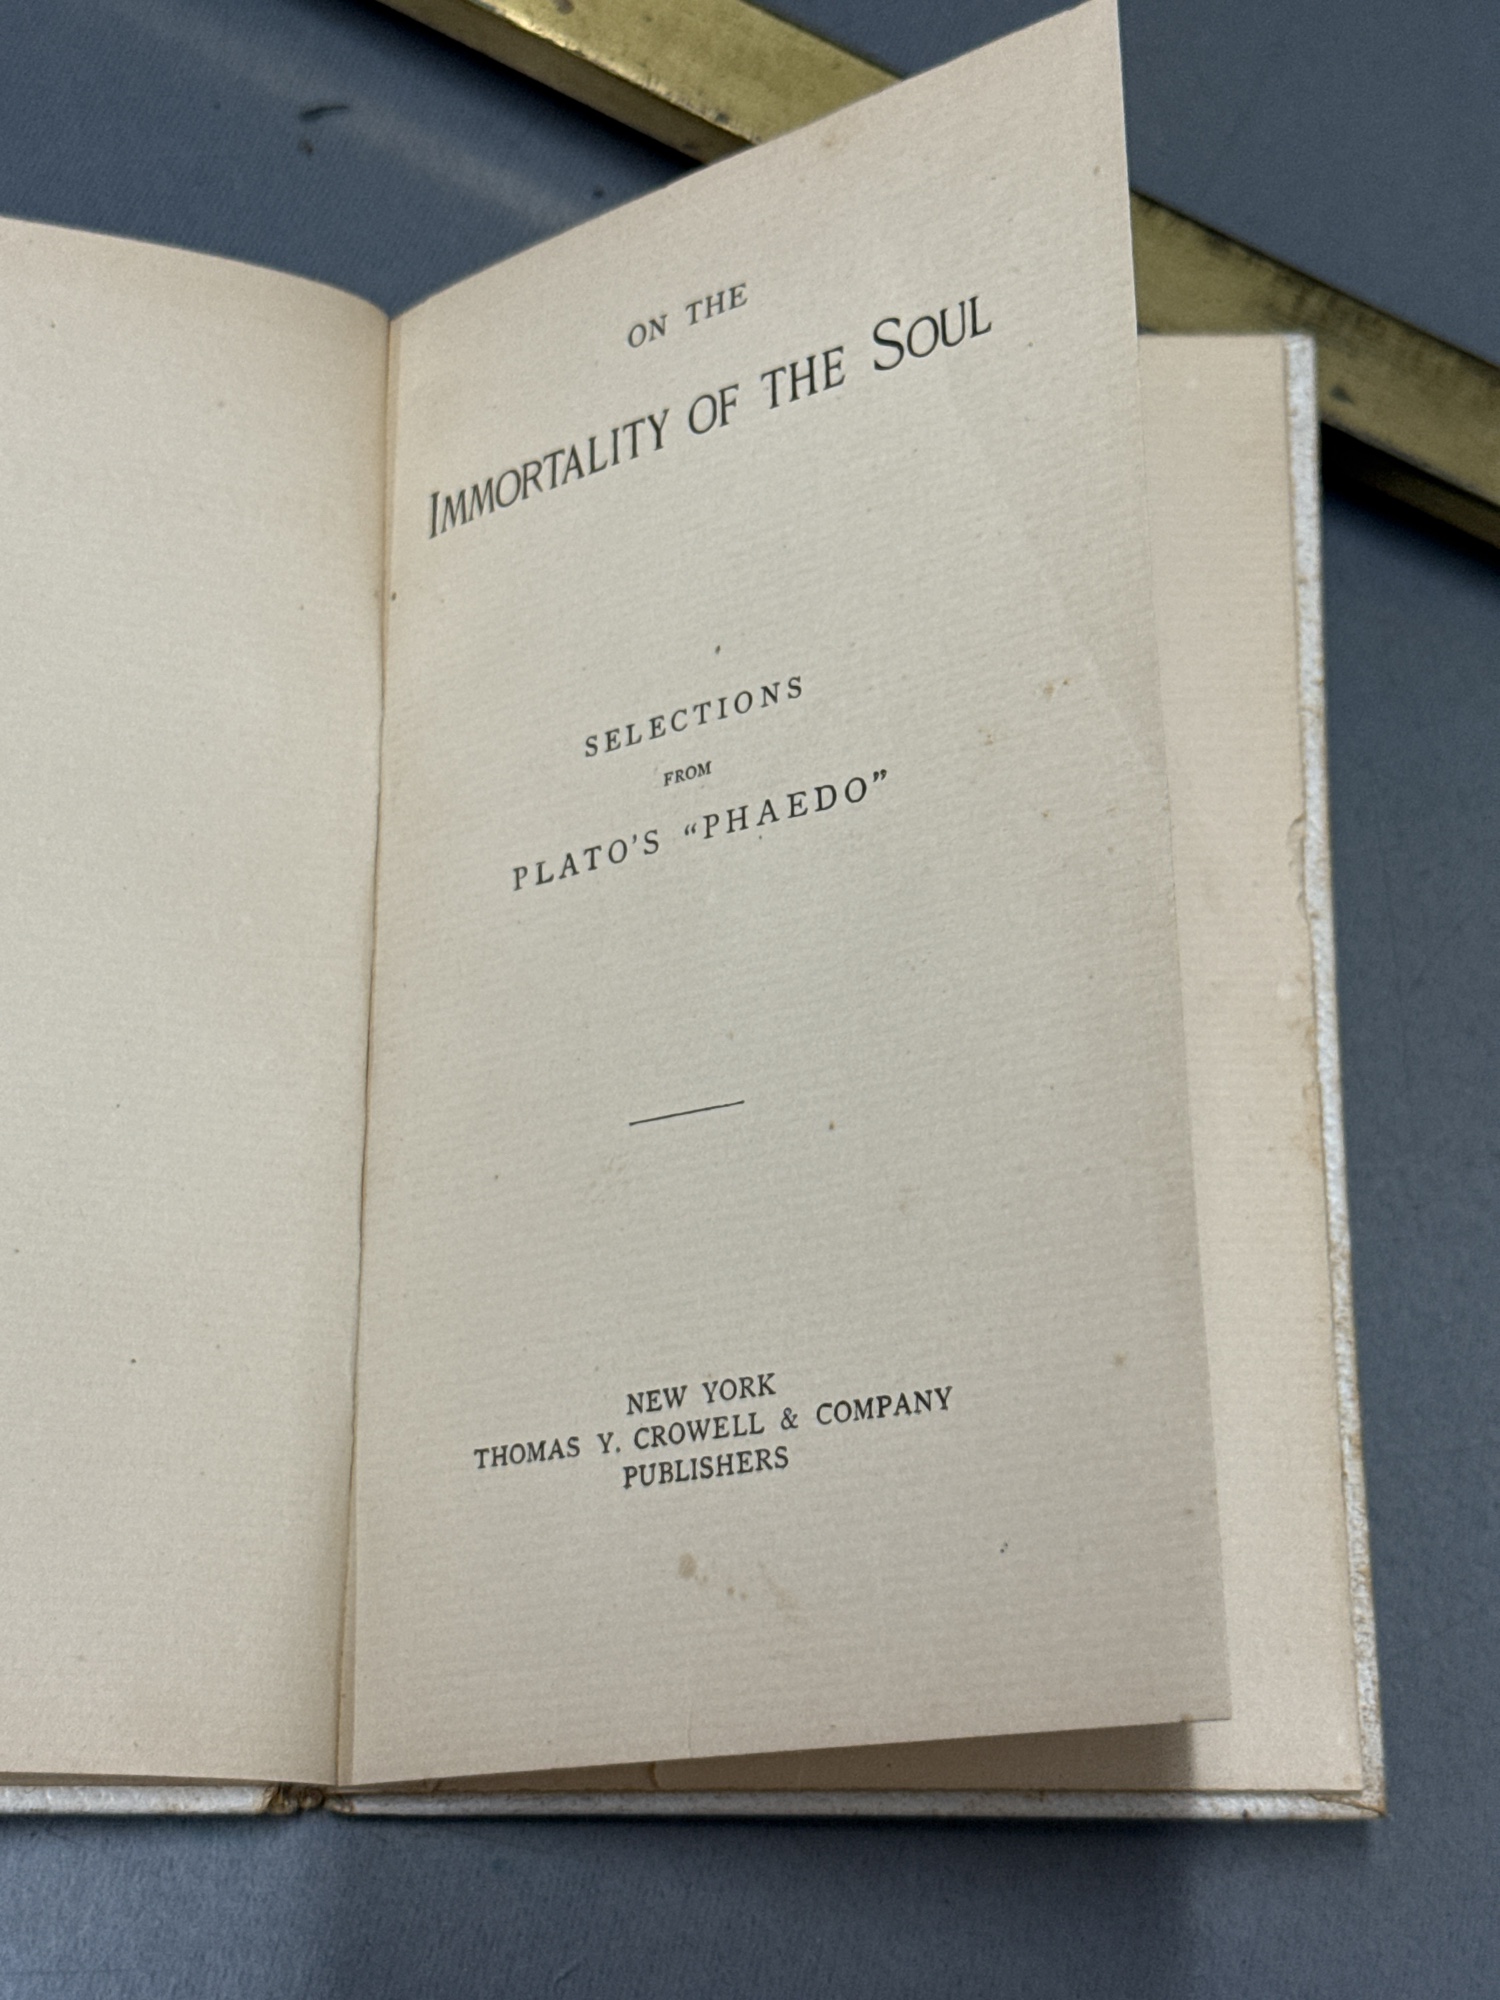 ON THE
IMMORTALITY OF THE SOUL
SELECTIONS
FROM
PLATO'S "PHAEDO"
NEW YORK
THOMAS Y. CROWELL & COMPANY
PUBLISHERS